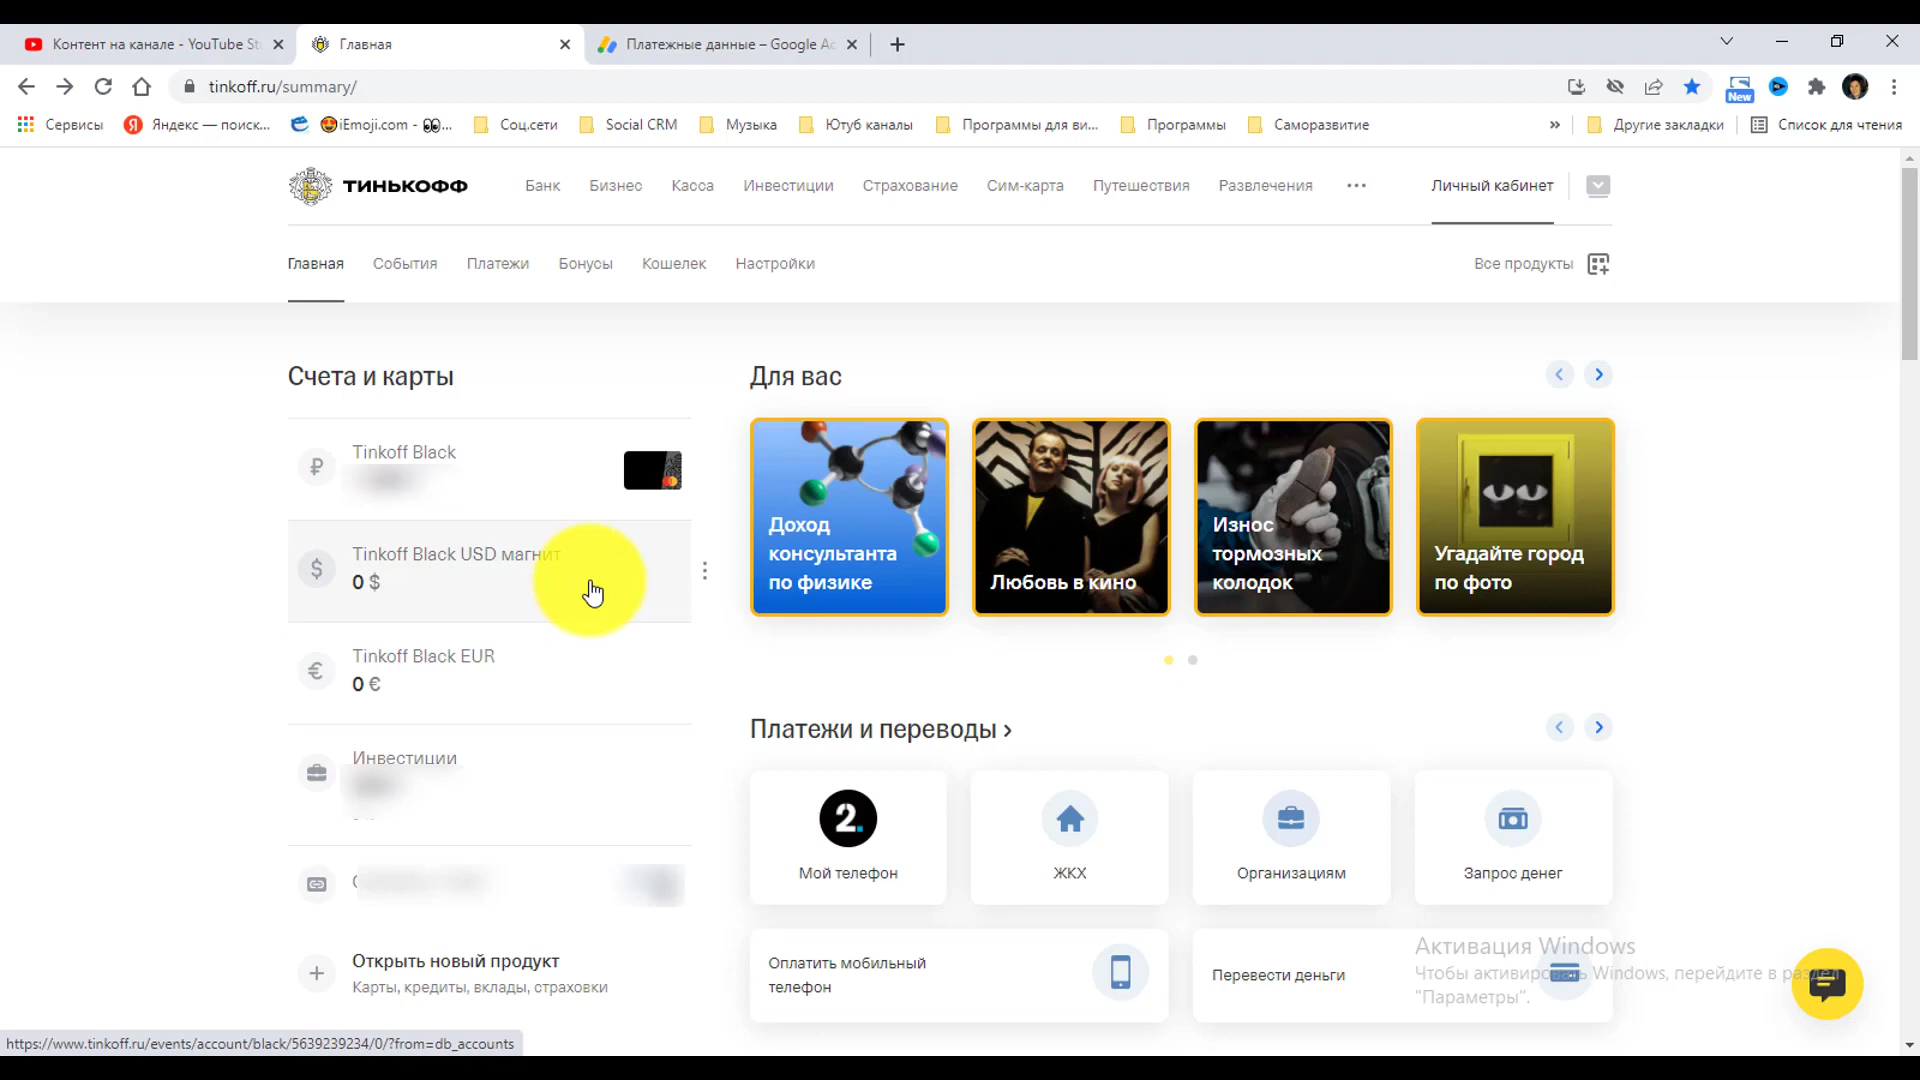 Контент на канале - YouTube St
Главная
Платежные данные – Google Ad
tinkoff.ru/summary/
New
Сервисы
Яндекс — поиск...
iEmoji.com - 👀...
Соц.сети
Social CRM
Музыка
Ютуб каналы
Программы для ви...
Программы
Саморазвитие
»
Другие закладки
Список для чтения
ТИНЬКОФФ
Банк
Бизнес
Касса
Инвестиции
Страхование
Сим-карта
Путешествия
Развлечения
Личный кабинет
Главная
События
Платежи
Бонусы
Кошелек
Настройки
Все продукты
Счета и карты
Tinkoff Black
Tinkoff Black USD магнит
0 $
Tinkoff Black EUR
0 €
Инвестиции
Открыть новый продукт
Карты, кредиты, вклады, страховки
Для вас
Доход
консультанта
по физике
Любовь в кино
Износ
тормозных
колодок
Угадайте город
по фото
Платежи и переводы ›
2.
Мой телефон
ЖКХ
Организациям
Запрос денег
Оплатить мобильный
телефон
Перевести деньги
Активация Windows
Чтобы активировать Windows, перейдите в раздел
"Параметры".
https://www.tinkoff.ru/events/account/black/5639239234/0/?from=db_accounts